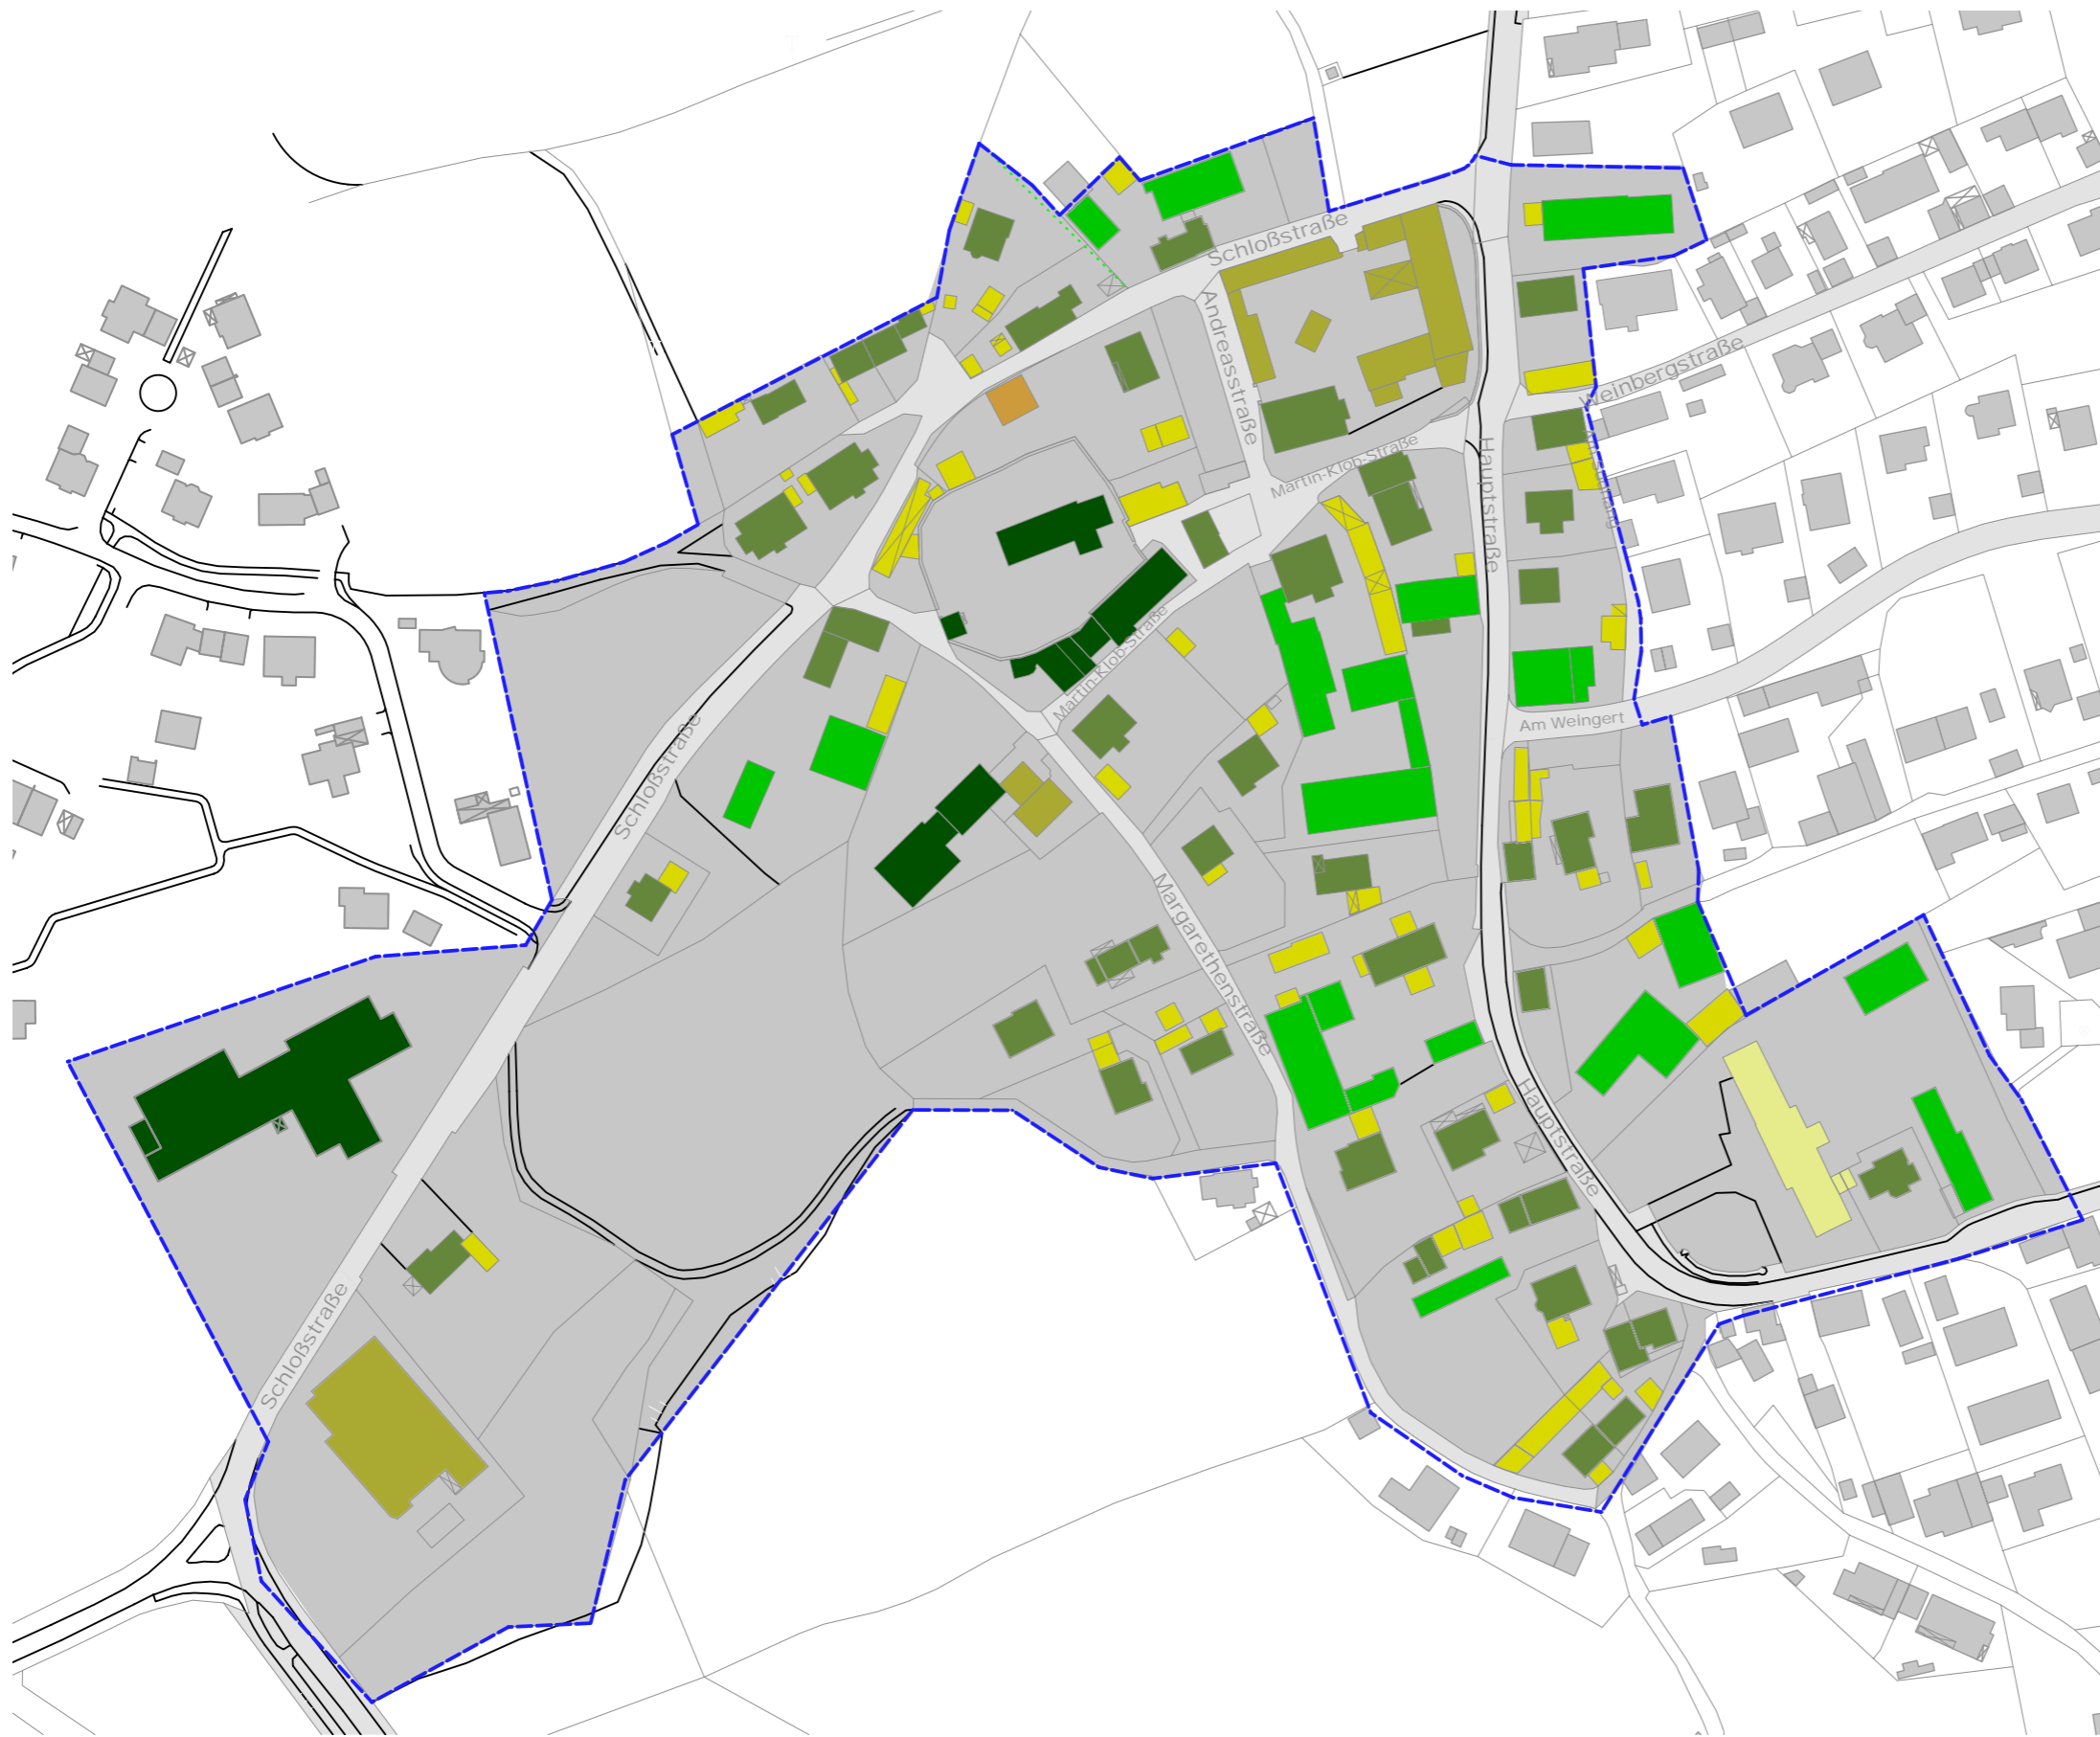 Schloßstraße
Andreasstraße
Weinbergstraße
Martin-Klob-Straße
Hauptstraße
Martin-Klob-Straße
Schloßstraße
Am Weingert
Margarethenstraße
Hauptstraße
Schloßstraße